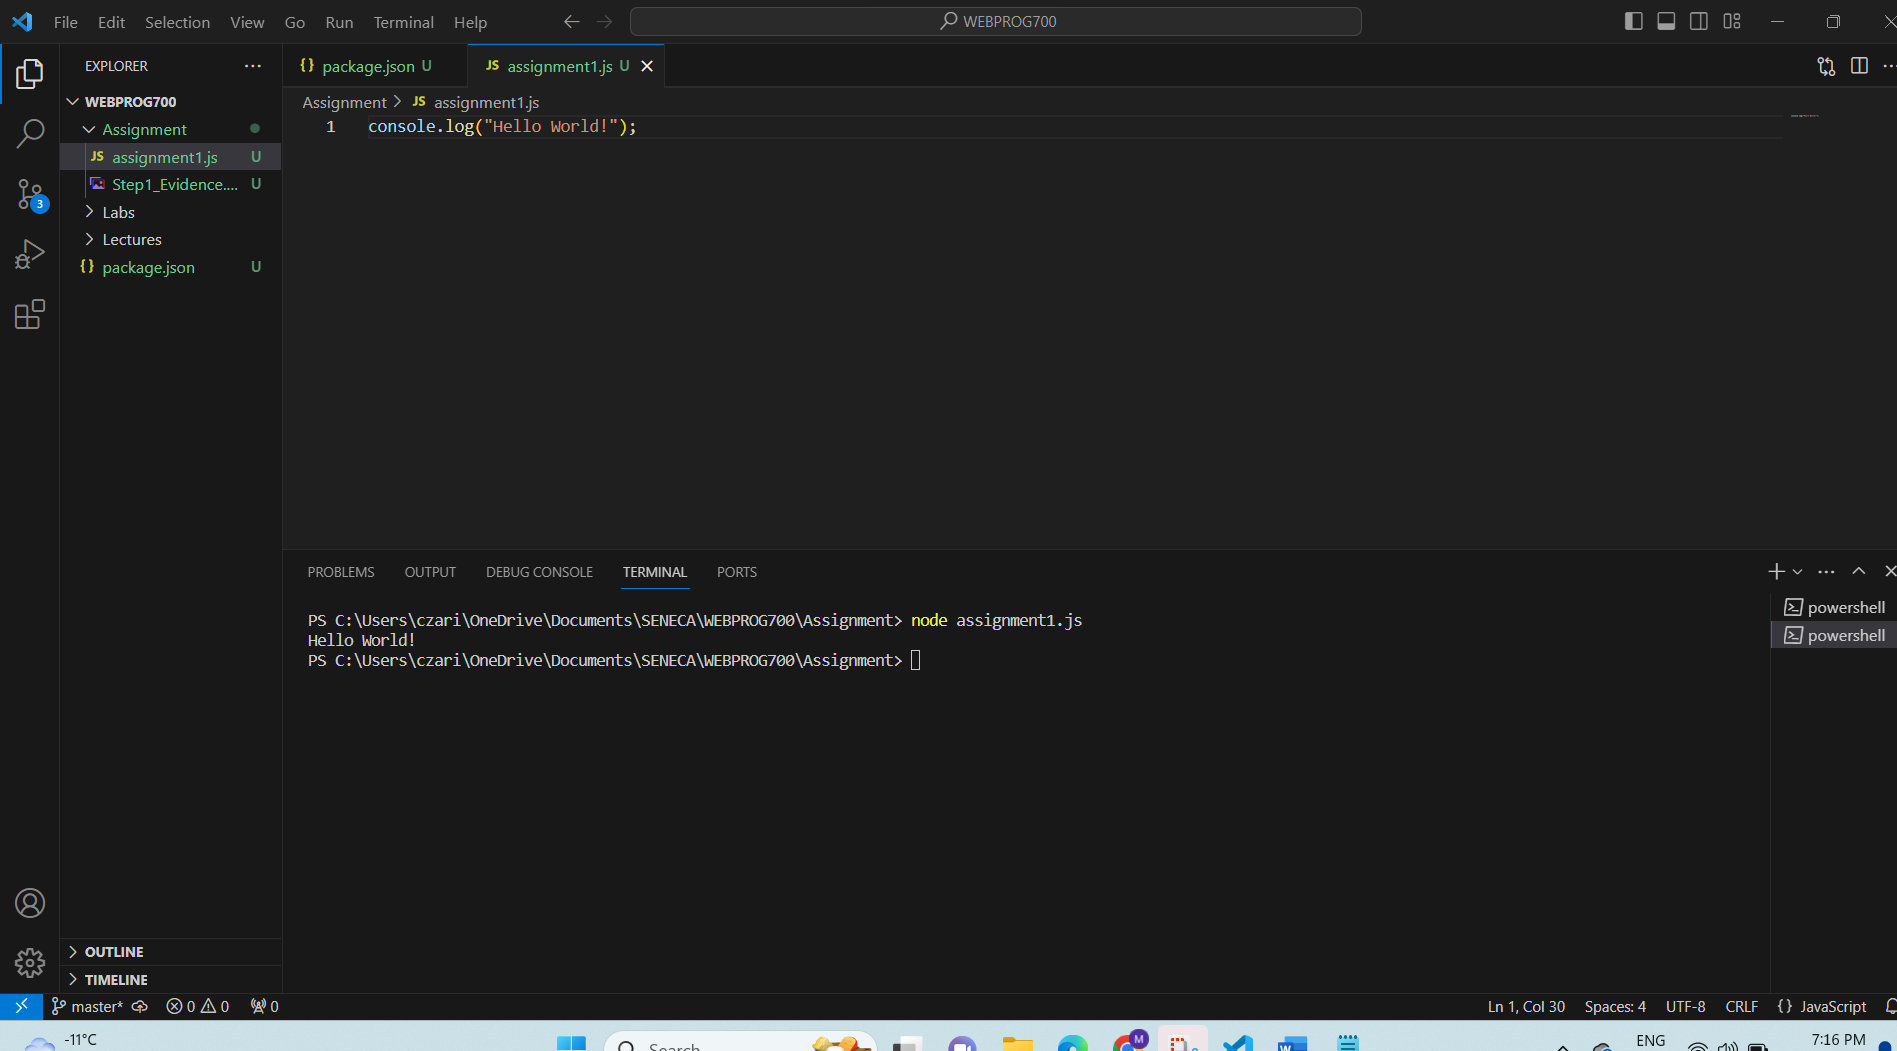 File Edit Selection View Go Run Terminal Help
WEBPROG700
EXPLORER
WEBPROG700
Assignment
JS assignment1.js U
Step1_Evidence.... U
Labs
Lectures
{} package.json U
OUTLINE
TIMELINE
3
{} package.json U
JS assignment1.js U
Assignment > JS assignment1.js
1 console.log("Hello World!");
PROBLEMS OUTPUT DEBUG CONSOLE TERMINAL PORTS
PS C:\Users\czari\OneDrive\Documents\SENECA\WEBPROG700\Assignment> node assignment1.js
Hello World!
PS C:\Users\czari\OneDrive\Documents\SENECA\WEBPROG700\Assignment>
powershell
powershell
master* 0 0 0
Ln 1, Col 30 Spaces: 4 UTF-8 CRLF {} JavaScript
-11°C
Search
M
W
ENG
7:16 PM